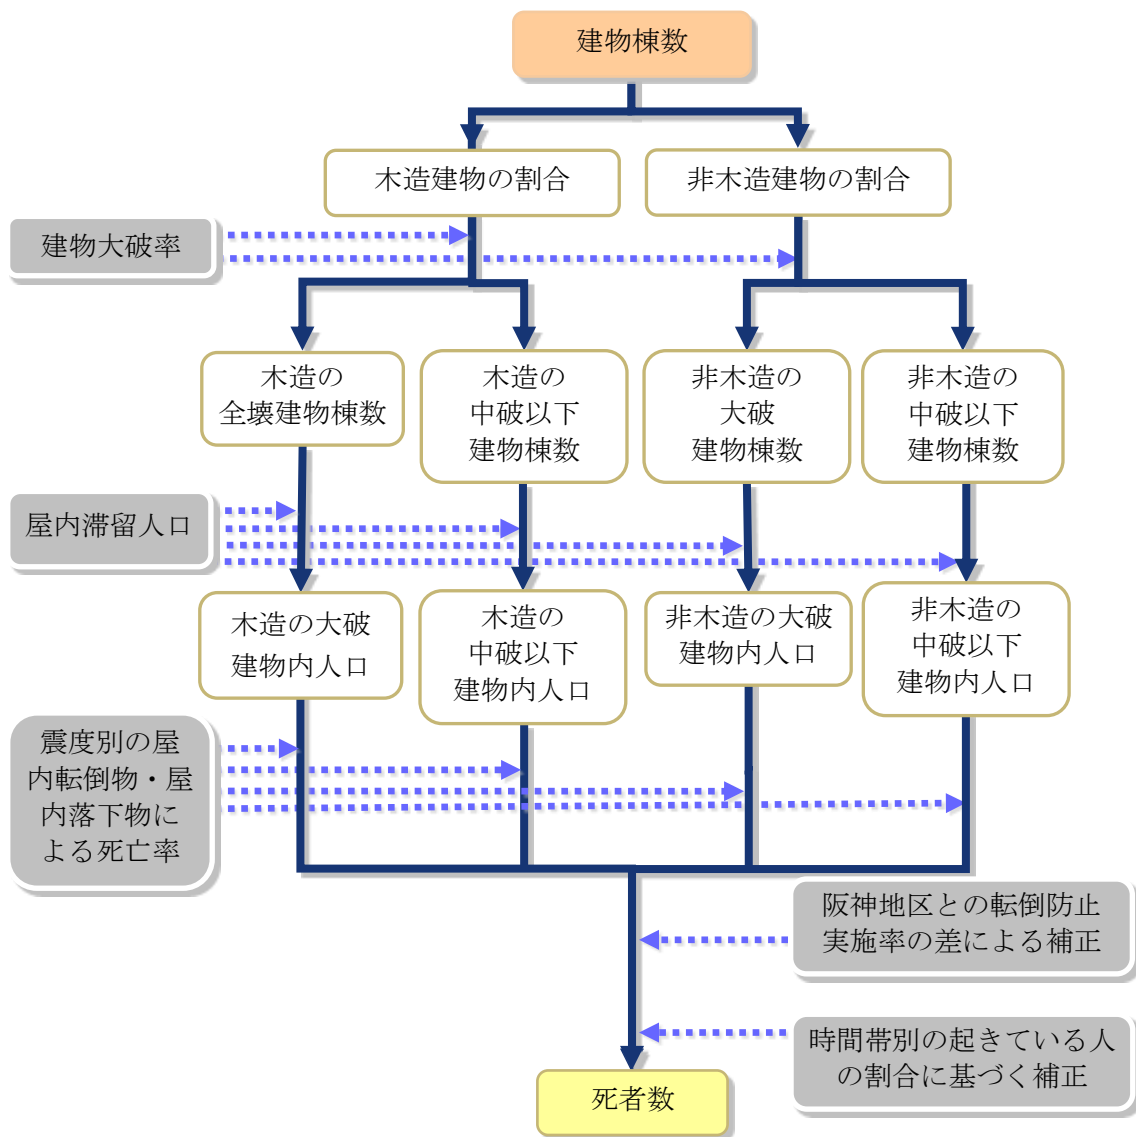 建物棟数
木造建物の割合
非木造建物の割合
建物大破率
木造の
全壊建物棟数
木造の
中破以下
建物棟数
非木造の
大破
建物棟数
非木造の
中破以下
建物棟数
屋内滞留人口
木造の大破
建物内人口
木造の
中破以下
建物内人口
非木造の大破
建物内人口
非木造の
中破以下
建物内人口
震度別の屋
内転倒物・屋
内落下物に
よる死亡率
阪神地区との転倒防止
実施率の差による補正
時間帯別の起きている人
の割合に基づく補正
死者数